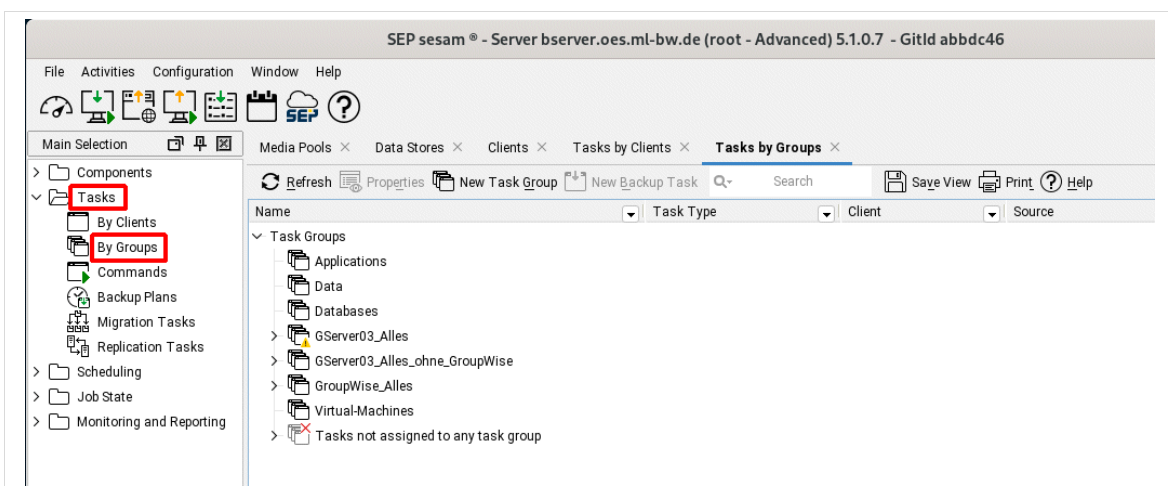 SEP sesam ® - Server bserver.oes.ml-bw.de (root - Advanced) 5.1.0.7 - GitId abbdc46
File Activities Configuration Window Help
SEP
Main Selection
Media Pools Data Stores Clients Tasks by Clients Tasks by Groups
Components
Refresh Properties New Task Group New Backup Task Search Save View Print Help
Tasks
Name Task Type Client Source
By Clients
Task Groups
By Groups
Applications
Commands
Data
Backup Plans
Databases
Migration Tasks
GServer03_Alles
Replication Tasks
GServer03_Alles_ohne_GroupWise
Scheduling
GroupWise_Alles
Job State
Virtual-Machines
Monitoring and Reporting
Tasks not assigned to any task group